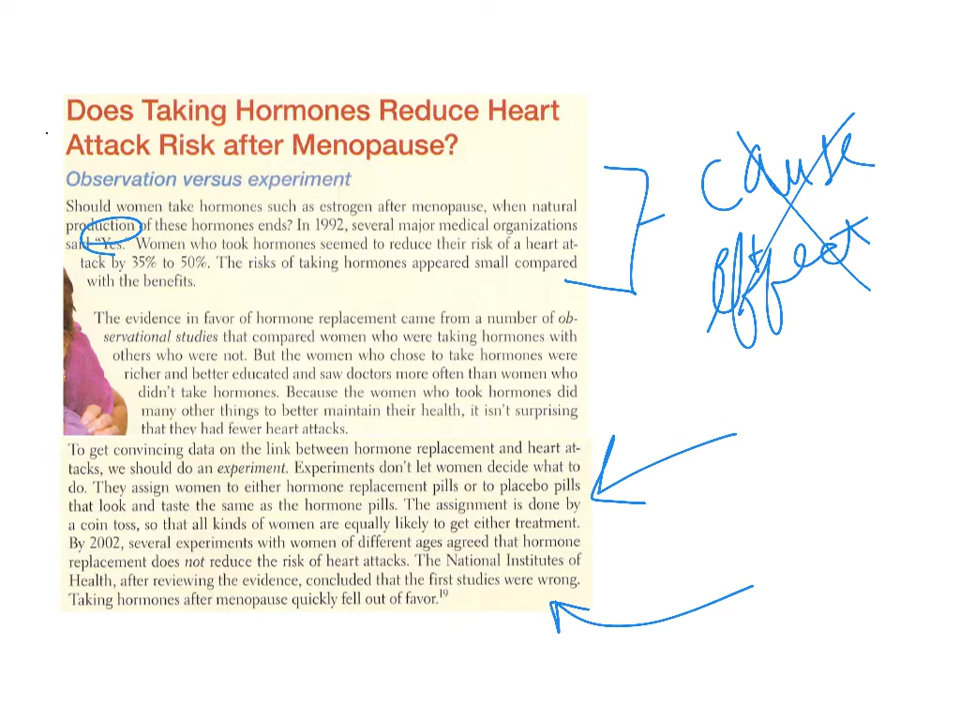 Does Taking Hormones Reduce Heart
Attack Risk after Menopause?
Observation versus experiment
Should women take hormones such as estrogen after menopause, when natural
production of these hormones ends? In 1992, several major medical organizations
said "Yes." Women who took hormones seemed to reduce their risk of a heart at-
tack by 35% to 50%. The risks of taking hormones appeared small compared
with the benefits.
The evidence in favor of hormone replacement came from a number of ob-
servational studies that compared women who were taking hormones with
others who were not. But the women who chose to take hormones were
richer and better educated and saw doctors more often than women who
didn't take hormones. Because the women who took hormones did
many other things to better maintain their health, it isn't surprising
that they had fewer heart attacks.
To get convincing data on the link between hormone replacement and heart at-
tacks, we should do an experiment. Experiments don't let women decide what to
do. They assign women to either hormone replacement pills or to placebo pills
that look and taste the same as the hormone pills. The assignment is done by
a coin toss, so that all kinds of women are equally likely to get either treatment.
By 2002, several experiments with women of different ages agreed that hormone
replacement does not reduce the risk of heart attacks. The National Institutes of
Health, after reviewing the evidence, concluded that the first studies were wrong.
Taking hormones after menopause quickly fell out of favor.19
cause
effect